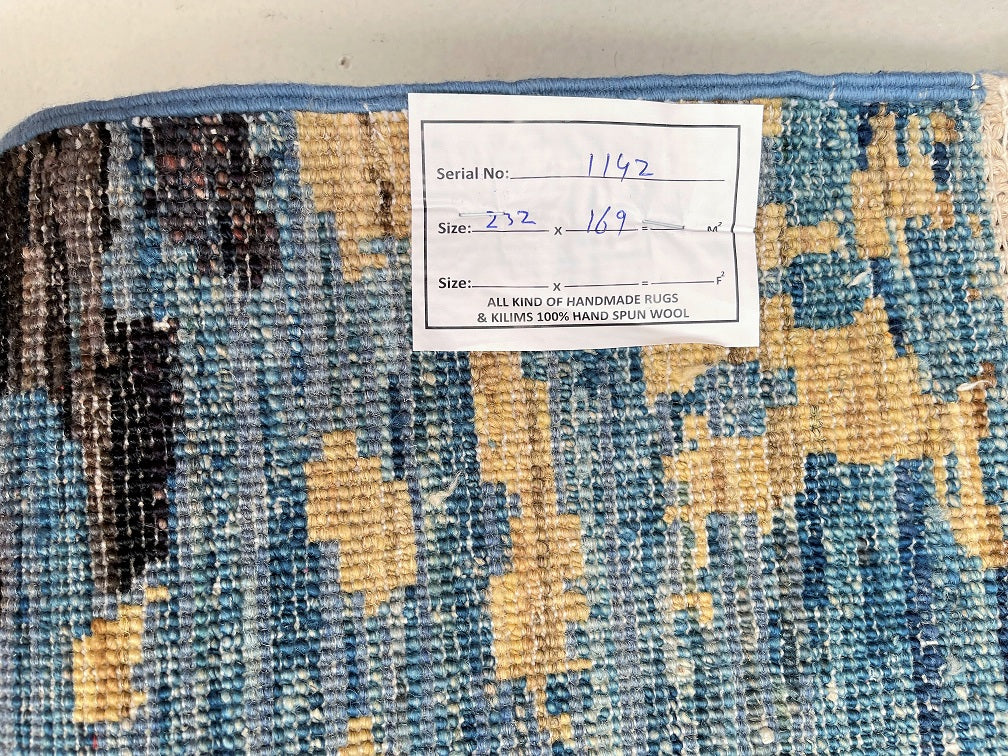 Serial No: 1142
Size: 232 x 169 = M²
Size: x = F²
ALL KIND OF HANDMADE RUGS
& KILIMS 100% HAND SPUN WOOL